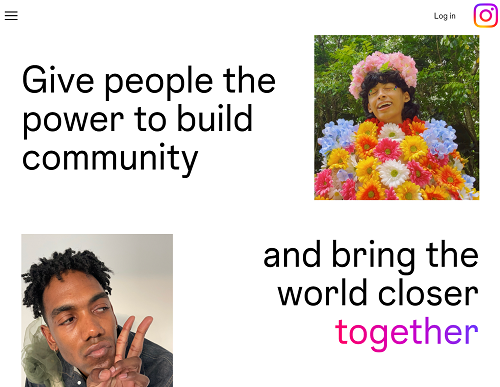 Log in
Give people the
power to build
community
and bring the
world closer
together